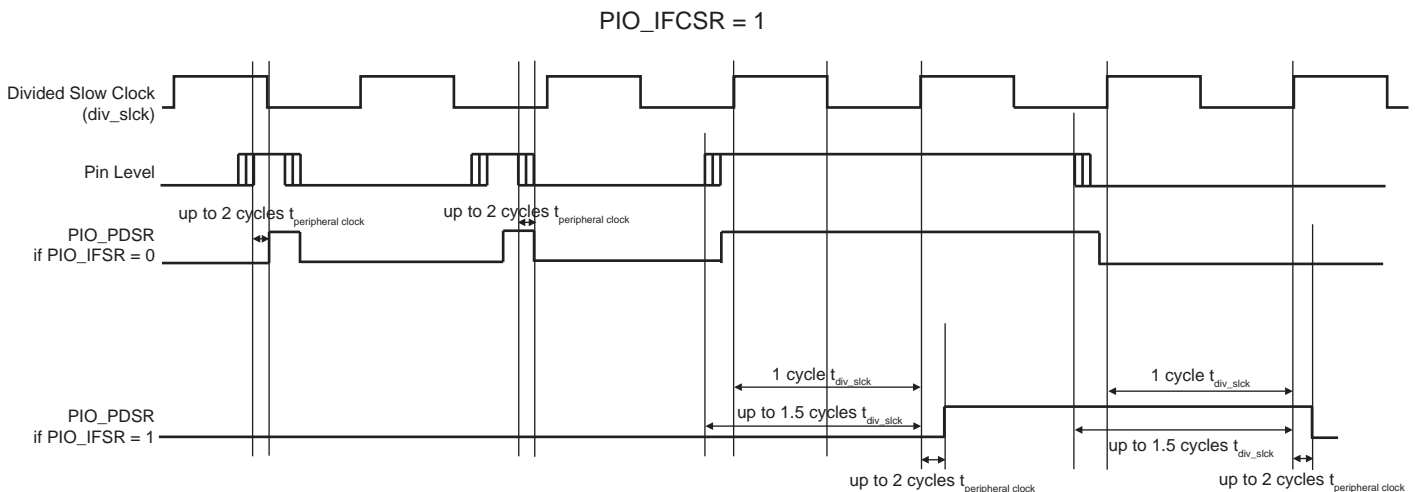 PIO_IFCSR = 1
Divided Slow Clock
(div_slck)
Pin Level
up to 2 cycles tperipheral clock
up to 2 cycles tperipheral clock
PIO_PDSR
if PIO_IFSR = 0
1 cycle tdiv_slck
1 cycle tdiv_slck
PIO_PDSR
if PIO_IFSR = 1
up to 1.5 cycles tdiv_slck
up to 1.5 cycles tdiv_slck
up to 2 cycles tperipheral clock
up to 2 cycles tperipheral clock